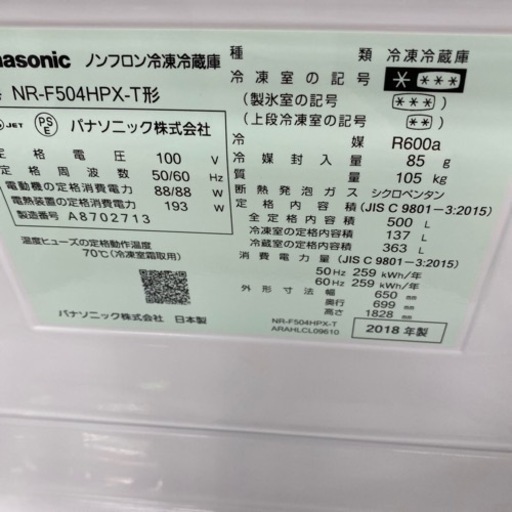 nasonic ノンフロン冷凍冷蔵庫
NR-F504HPX-T形
JET PSE パナソニック株式会社
定格電圧 100 V
定格周波数 50/60 Hz
電動機の定格消費電力 88/88 W
電熱装置の定格消費電力 193 W
製造番号 A8702713
温度ヒューズの定格動作温度
70℃(冷凍室霜取用)
パナソニック株式会社 日本製
種類 冷凍冷蔵庫
冷凍室の記号 * ***
(製氷室の記号 ***)
(上段冷凍室の記号 **)
冷媒 R600a
冷媒封入量 85 g
質量 105 kg
断熱発泡ガス シクロペンタン
定格内容積 (JIS C 9801-3:2015)
全定格内容積 500 L
冷凍室の定格内容積 137 L
冷蔵室の定格内容積 363 L
消費電力量 (JIS C 9801-3:2015)
50Hz 259 kWh/年
60Hz 259 kWh/年
外形寸法 幅 650 mm
奥行 699 mm
高さ 1828 mm
NR-F504HPX-T
ARAHLCL09610
2018年製